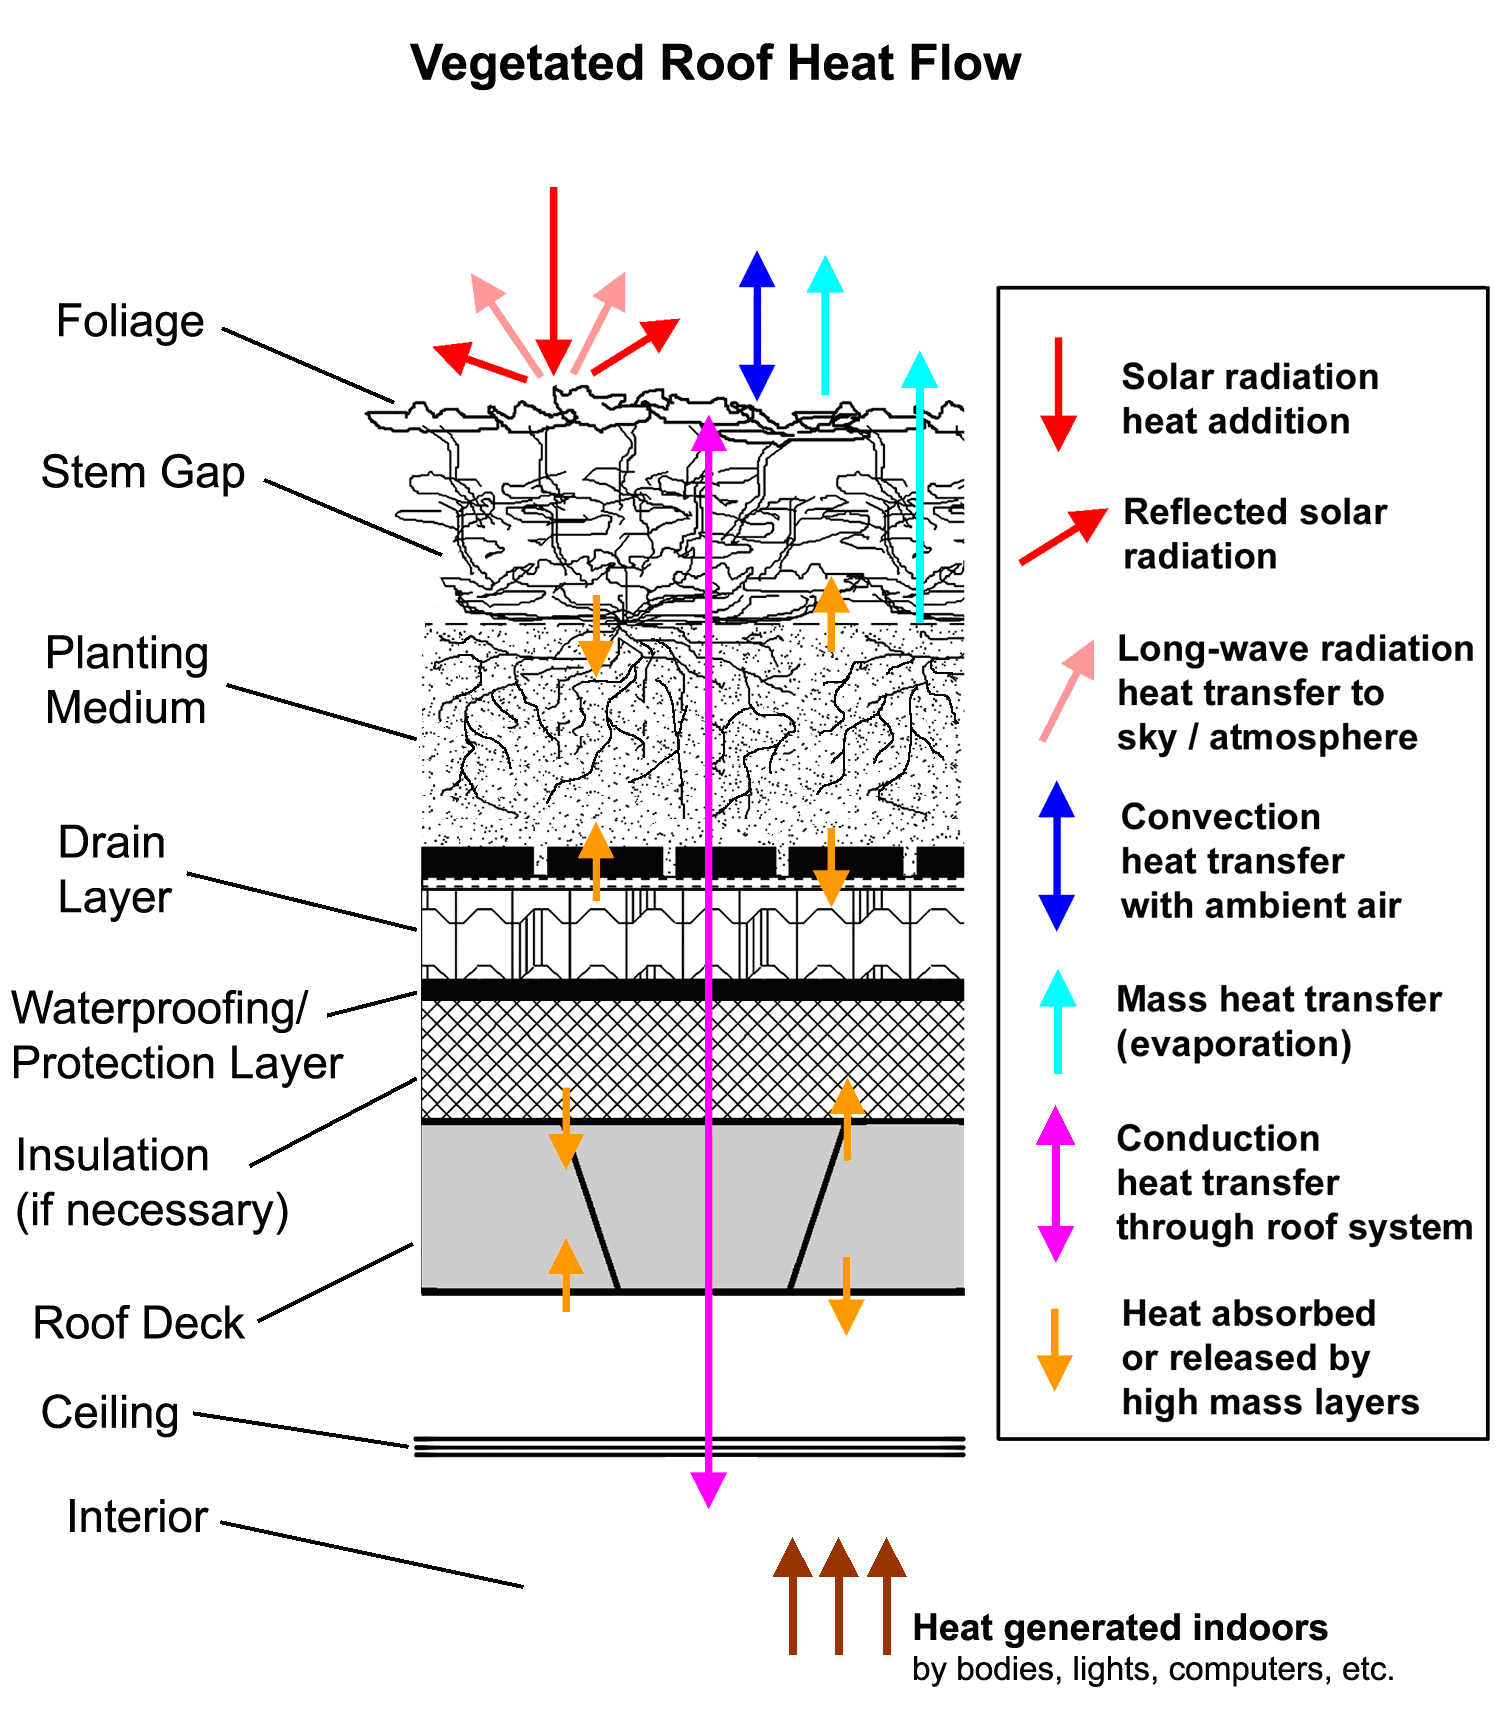 Vegetated Roof Heat Flow
Foliage
Stem Gap
Planting
Medium
Drain
Layer
Waterproofing/
Protection Layer
Insulation
(if necessary)
Roof Deck
Ceiling
Interior
Solar radiation
heat addition
Reflected solar
radiation
Long-wave radiation
heat transfer to
sky / atmosphere
Convection
heat transfer
with ambient air
Mass heat transfer
(evaporation)
Conduction
heat transfer
through roof system
Heat absorbed
or released by
high mass layers
Heat generated indoors
by bodies, lights, computers, etc.